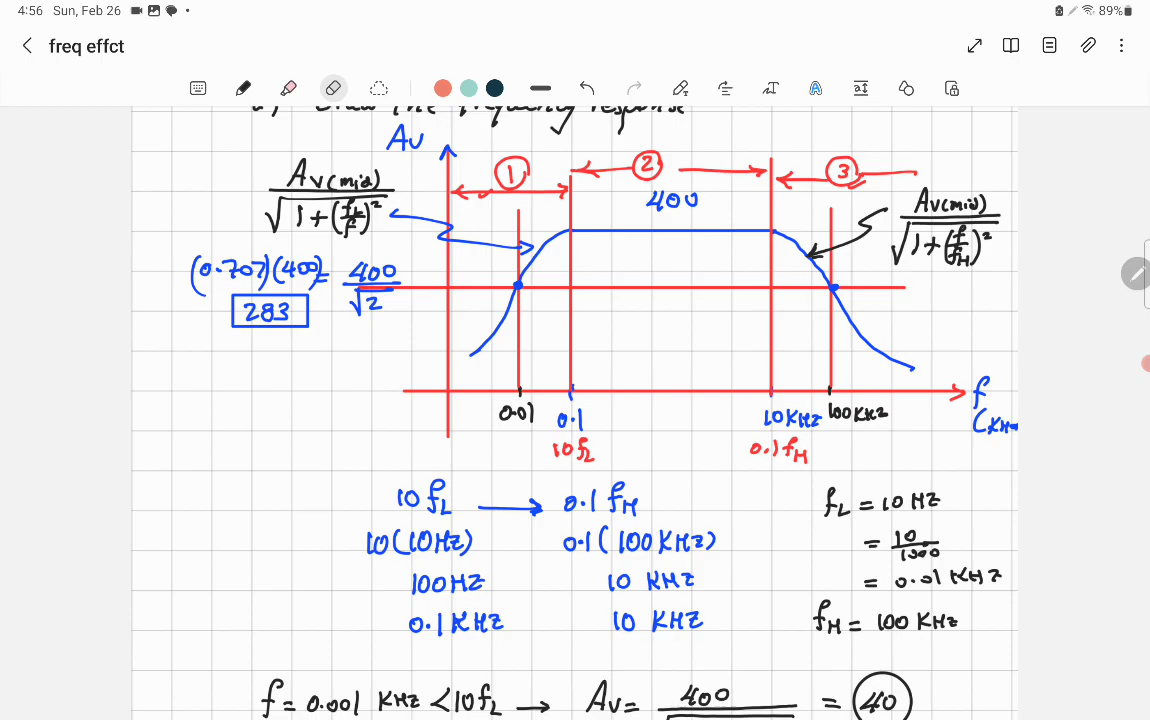 4:56 Sun, Feb 26
89%
freq effct
a) Draw the frequency response
Av
1
2
3
400
Av(mid)
√1+(fL/f)²
Av(mid)
√1+(f/fH)²
(0.707)(400) = 400/√2
283
0.01
0.1
10KHZ
100KHZ
f
10fL
0.1fH
10fL → 0.1 fH
10(10Hz) 0.1(100KHZ)
100HZ 10 KHZ
0.1KHZ 10 KHZ
fL = 10 HZ
= 10/1000
= 0.01 KHZ
fH = 100 KHZ
f = 0.001 KHZ < 10fL → Av = 400 = 40